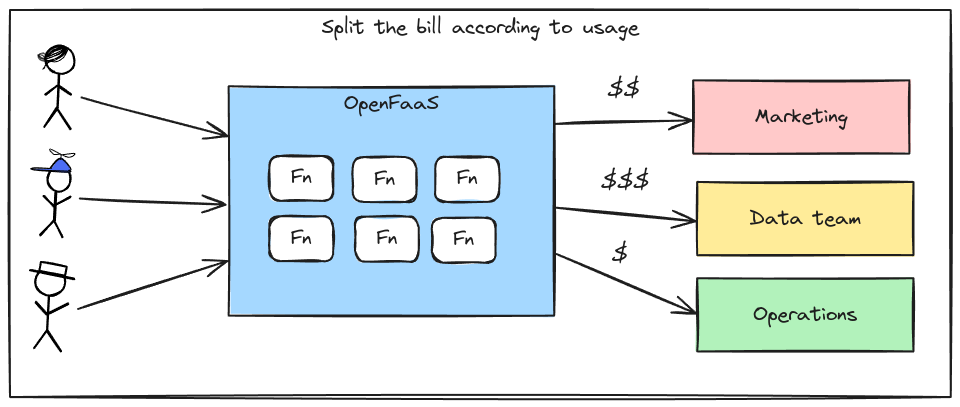 Split the bill according to usage
OpenFaaS
Fn Fn Fn
Fn Fn Fn
$$
Marketing
$$$
Data team
$
Operations